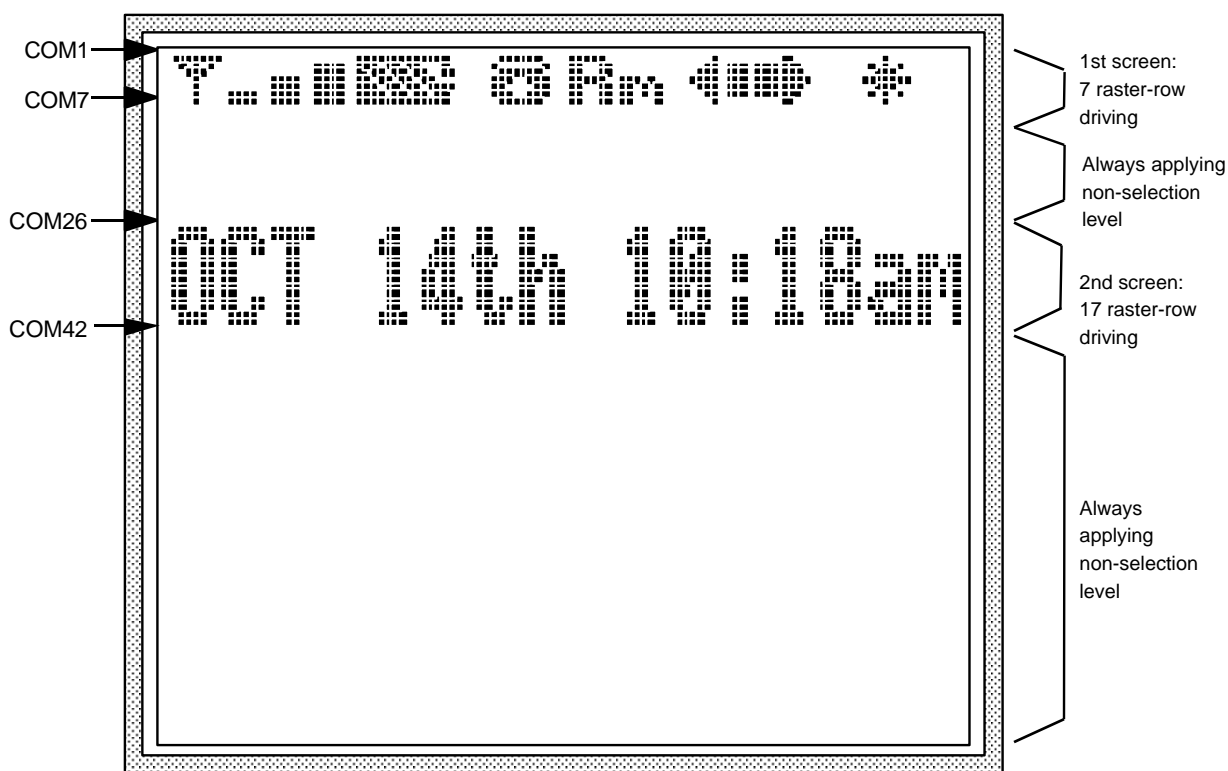 COM1
COM7
Rm
1st screen:
7 raster-row
driving
Always applying
non-selection
level
COM26
OCT 14th 10:18am
COM42
2nd screen:
17 raster-row
driving
Always
applying
non-selection
level